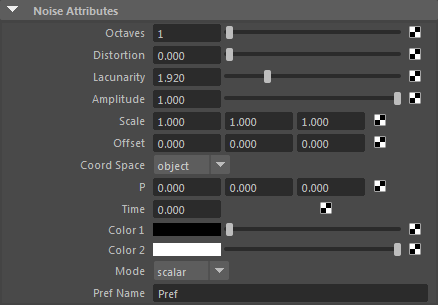 Noise Attributes
Octaves 1
Distortion 0.000
Lacunarity 1.920
Amplitude 1.000
Scale 1.000 1.000 1.000
Offset 0.000 0.000 0.000
Coord Space object
P 0.000 0.000 0.000
Time 0.000
Color 1
Color 2
Mode scalar
Pref Name Pref